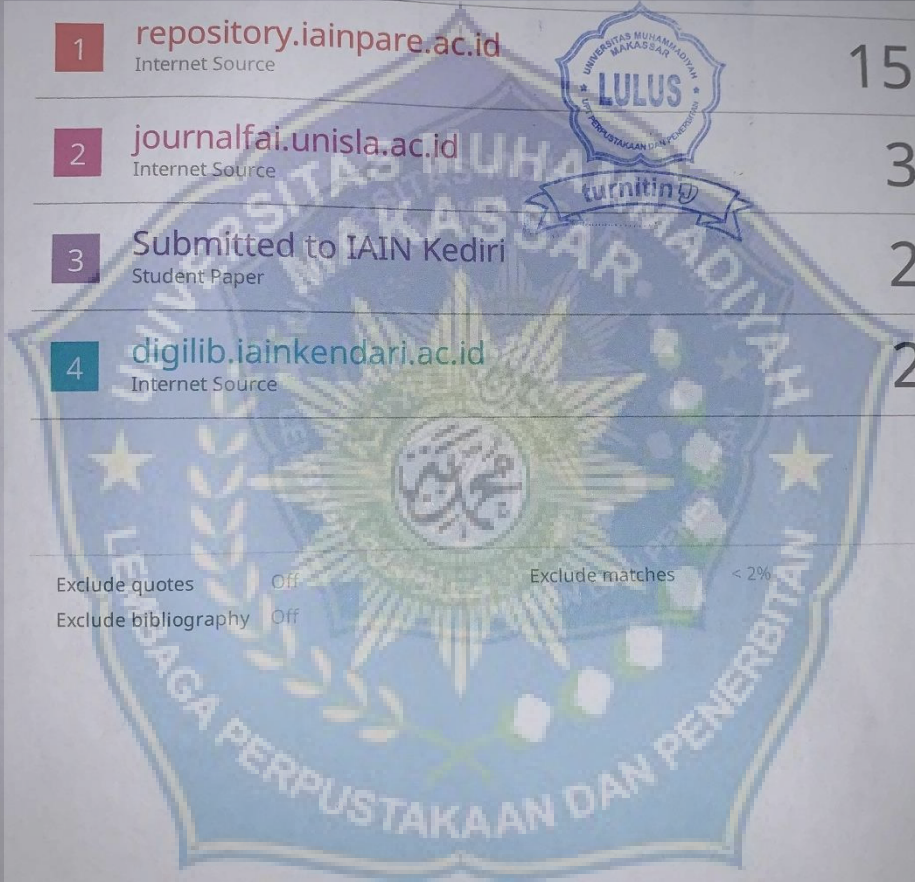 1
repository.iainpare.ac.id
Internet Source
15
UNIVERSITAS MUHAMMADIYAH
MAKASSAR
LULUS
UPT PERPUSTAKAAN DAN PENERBITAN
turnitin
2
journalfai.unisla.ac.id
Internet Source
3
3
Submitted to IAIN Kediri
Student Paper
2
4
digilib.iainkendari.ac.id
Internet Source
2
Exclude quotes Off
Exclude matches < 2%
Exclude bibliography Off
UNIVERSITAS MUHAMMADIYAH
MAKASSAR
LEMBAGA PERPUSTAKAAN DAN PENERBITAN